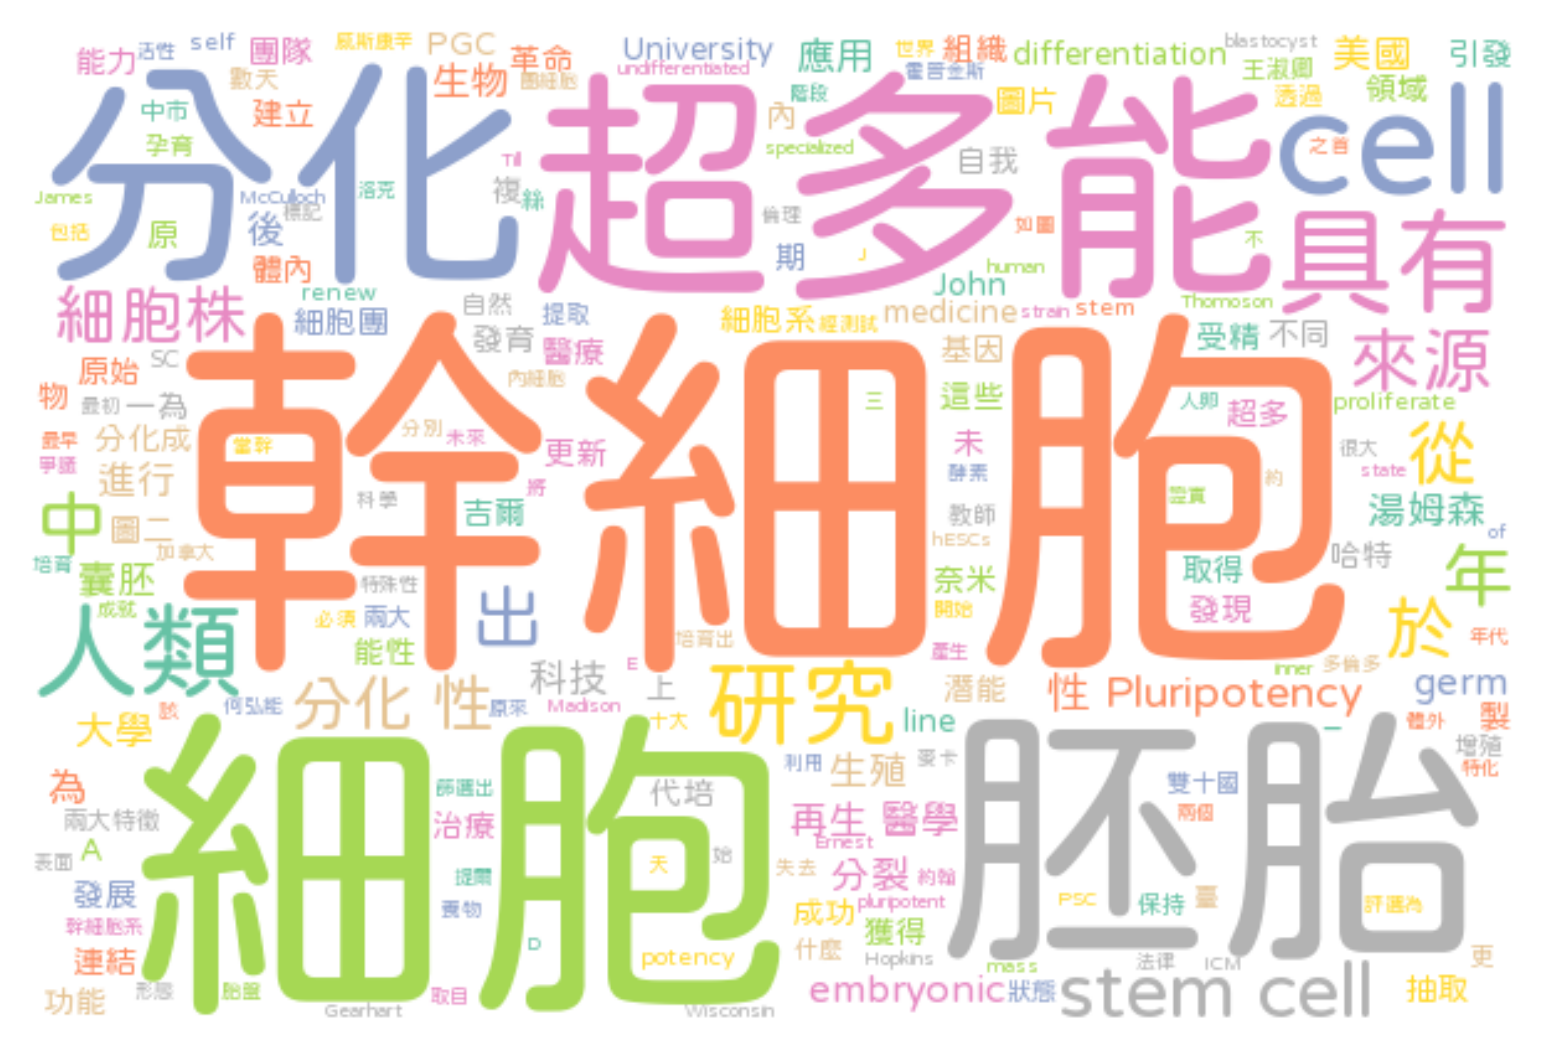 能力 活性 self 團隊 威斯康辛 PGC 革命 University 應用 世界 組織 differentiation blastocyst 美國 引發
數天 生物 undifferentiated 霍普金斯 王淑卿
中市 建立 階段 內 圖片 透過 領域
分化 超多能 cell
孕育 Till specialized 自我 之首
James McCulloch 洛克 複 絲
包括 原 後 標記 倫理 如圖 具有
體內 期 J human 不
細胞株 renew 細胞團 自然 提取 John Thomoson
細胞系 經測試 medicine strain stem
發育 醫療 基因 受精 不同 來源
原始 SC 內細胞
幹細胞
物 最初 一為 這些 三 人卵 超多 proliferate
最早 分化成 當幹 分別 未來 更新 未 很大 從
爭議 進行 酵素 state
科學 將 證實 約
中 圖二 吉爾 教師 湯姆森
加拿大 hESCs 哈特 of
培育 囊胚 特殊性 奈米 取得 年
成就 必須 兩大 出 開始 發現 於
人類 能性 培育出 產生 年代
科技 E 上 研究 潛能 inner 多倫多
分化 性 原來 Madison 性 Pluripotency germ
大學 該 何弘能 十大 line 體外 製
細胞 胚胎
為 篩選出 利用 生殖 麥卡 增殖 特化
兩大特徵 治療 代培 再生 醫學 雙十國 兩個
表面 A Ernest
發展 提爾 天 始 失去 分裂 約翰
幹細胞系 養物 成功 pluripotent PSC 保持 臺 評選為
連結 D potency 什麼 獲得 Hopkins 法律 ICM 更
功能 形態 胎盤 取自 mass
Gearhart Wisconsin embryonic 狀態 stem cell 抽取